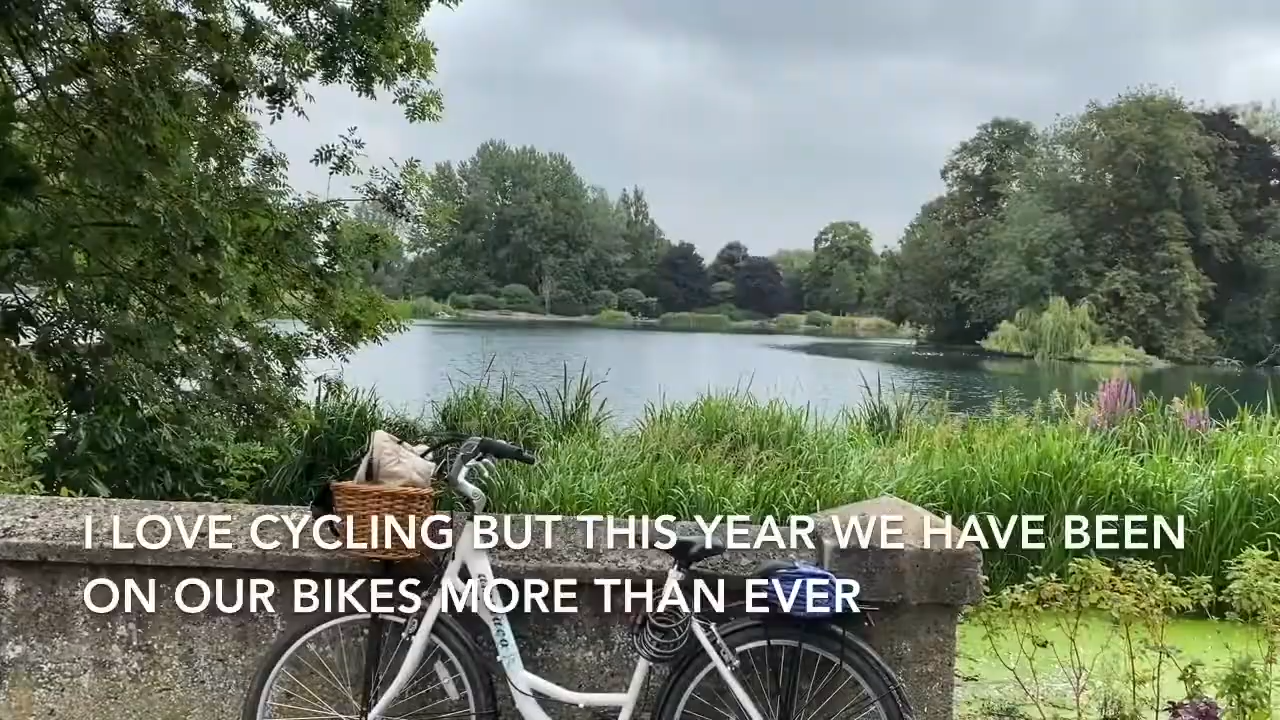 I LOVE CYCLING BUT THIS YEAR WE HAVE BEEN
ON OUR BIKES MORE THAN EVER